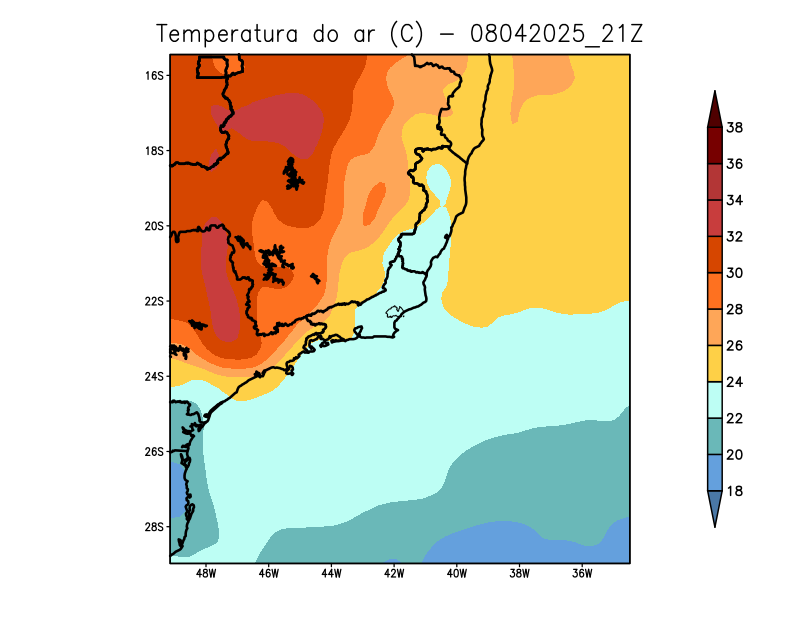 Temperatura do ar (C) – 08042025_21Z
16S
18S
20S
22S
24S
26S
28S
48W 46W 44W 42W 40W 38W 36W
38
36
34
32
30
28
26
24
22
20
18